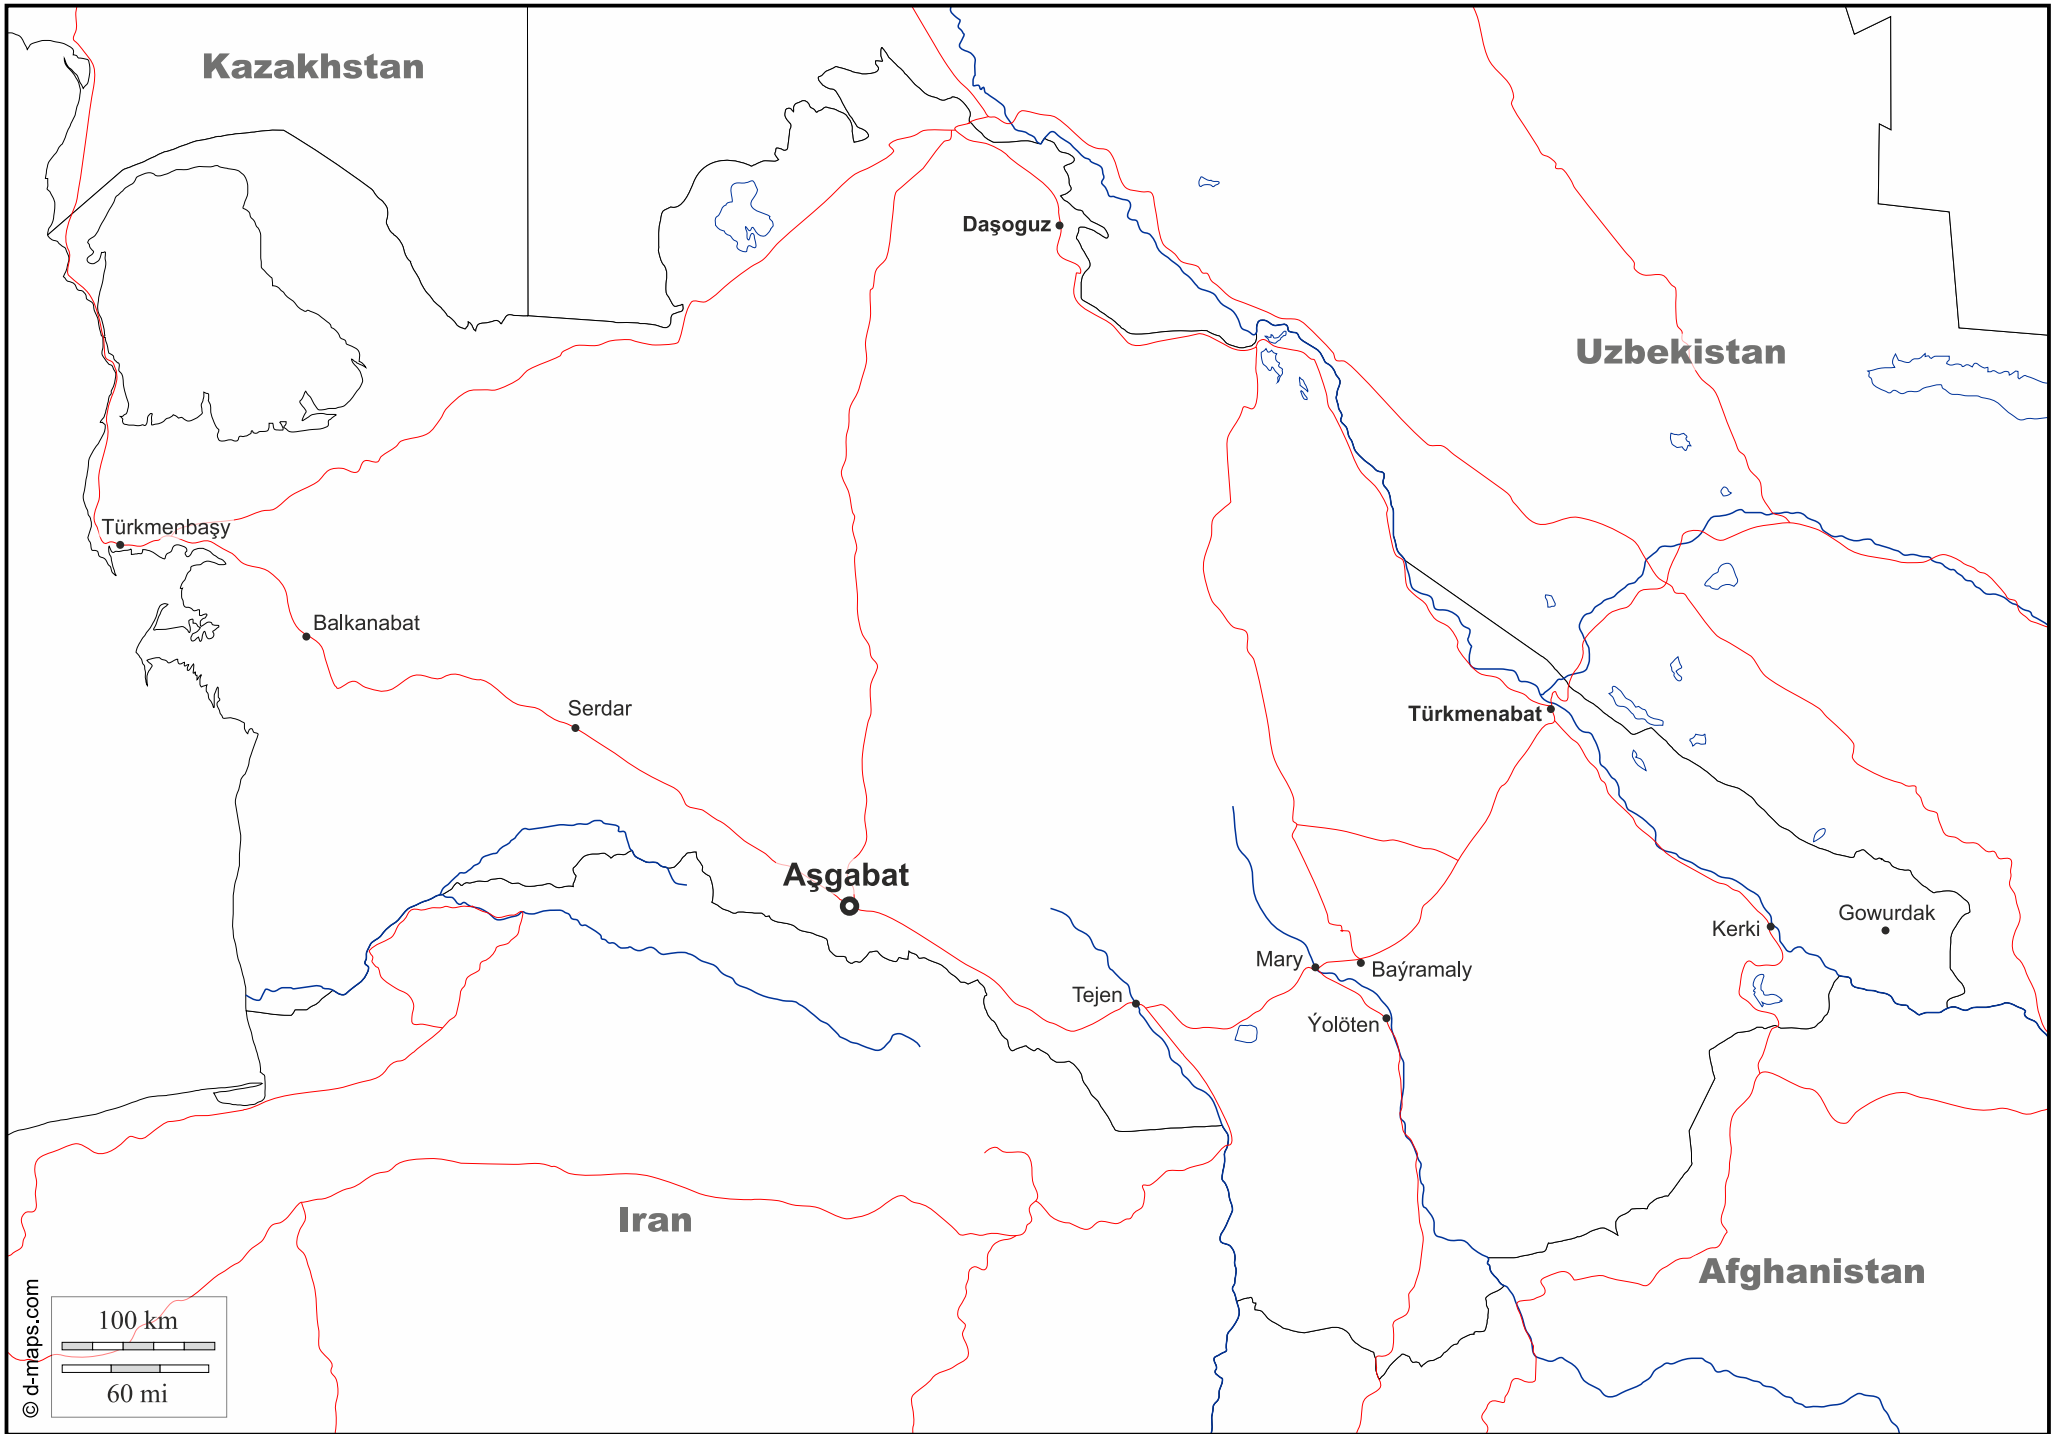 Kazakhstan
Daşoguz
Uzbekistan
Türkmenbaşy
Balkanabat
Serdar
Türkmenabat
Aşgabat
Gowurdak
Kerki
Mary
Baýramaly
Tejen
Ýolöten
Iran
Afghanistan
100 km
60 mi
© d-maps.com